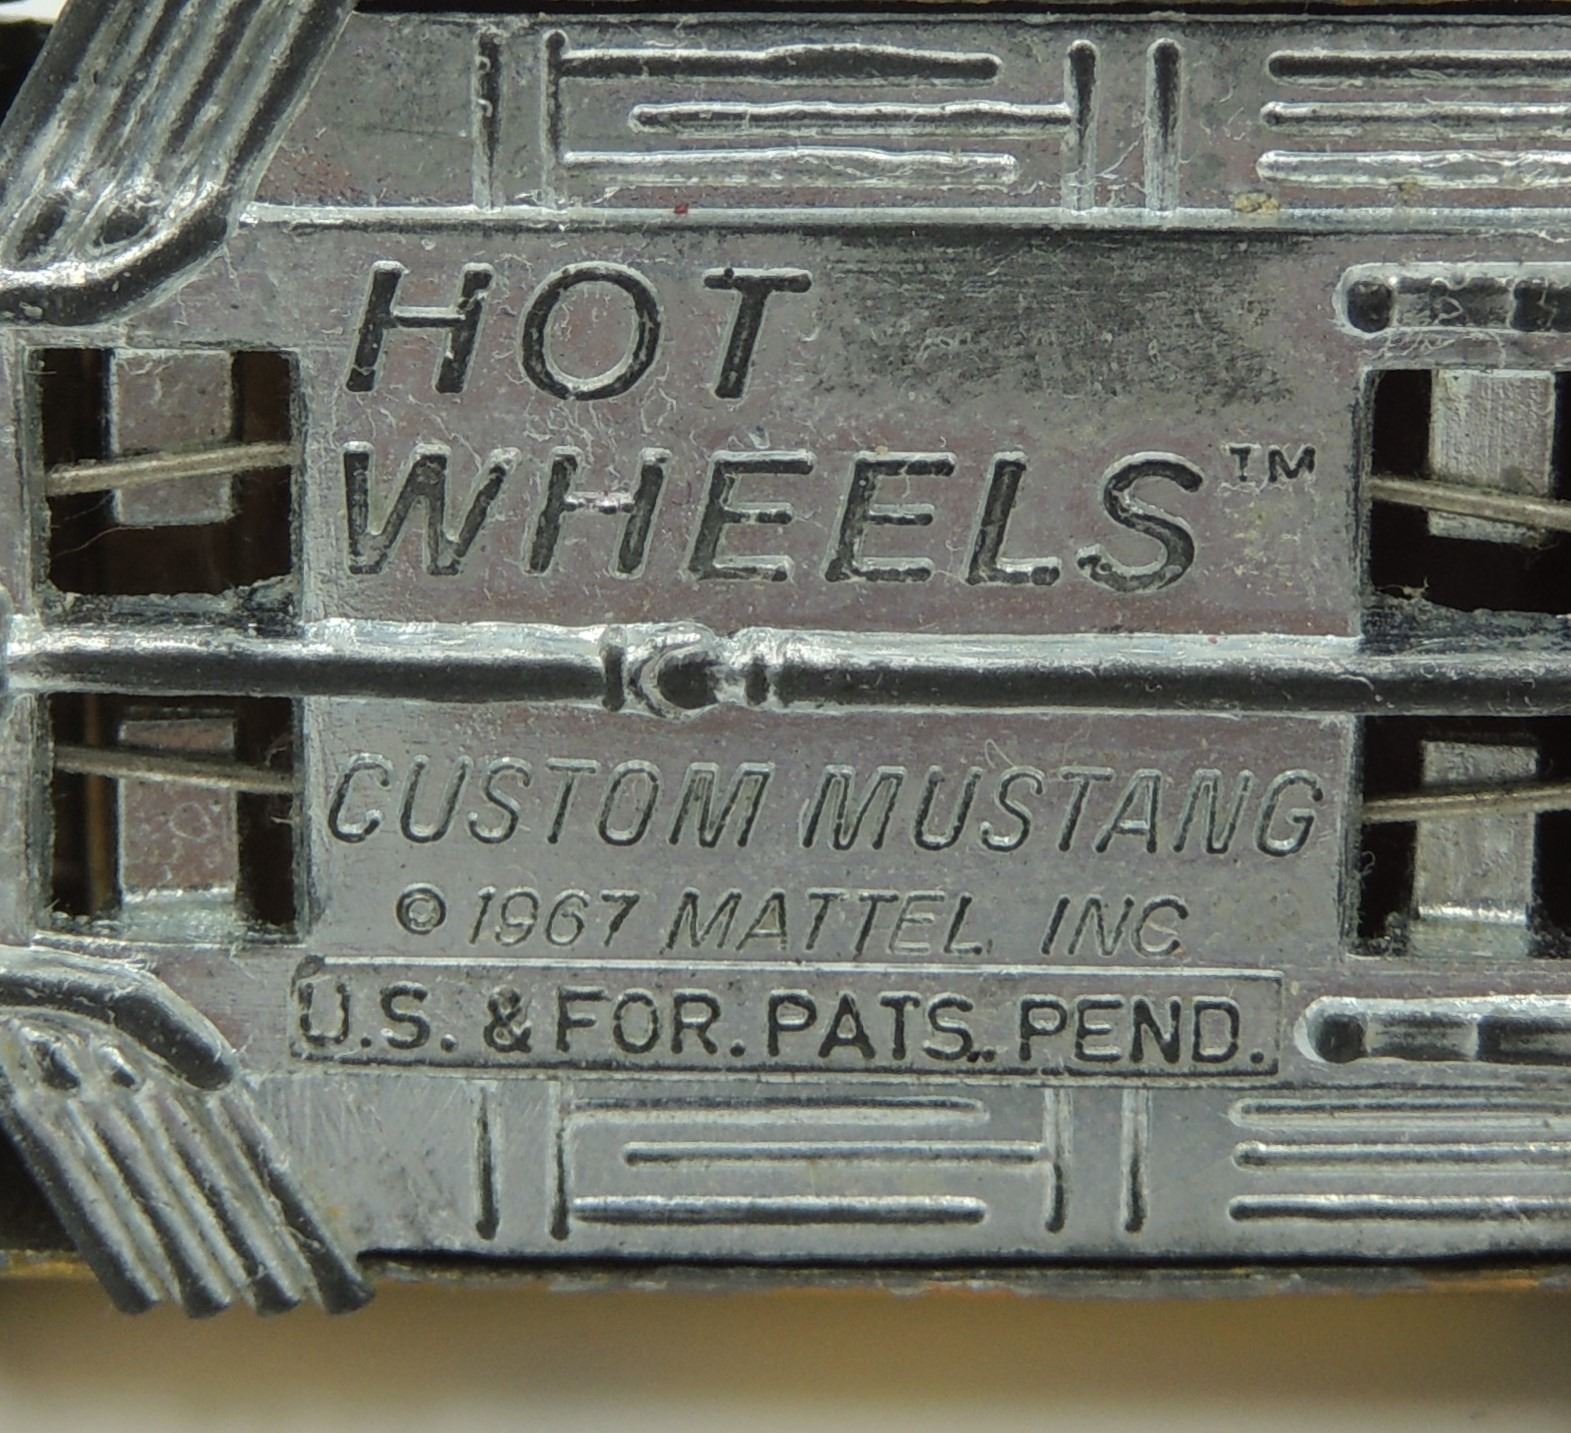 HOT
WHEELS™
CUSTOM MUSTANG
©1967 MATTEL, INC
U.S. & FOR. PATS. PEND.